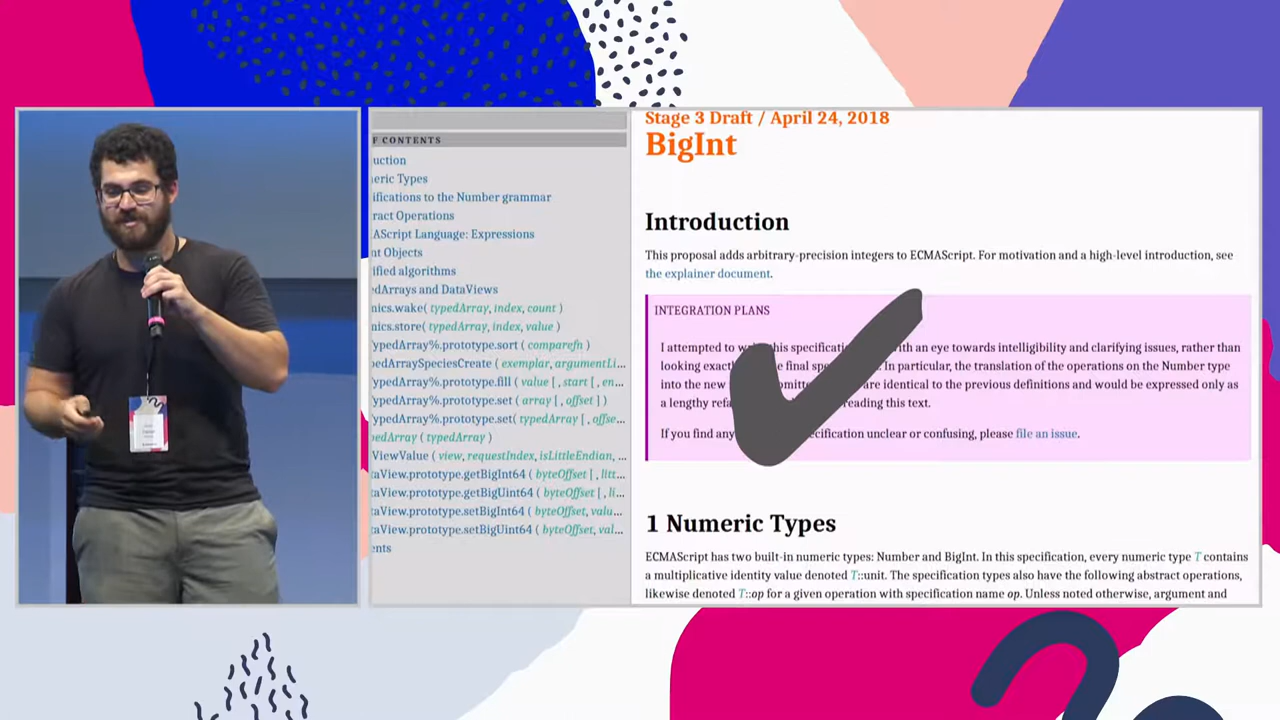 F CONTENTS
uction
eric Types
ifications to the Number grammar
ract Operations
AScript Language: Expressions
nt Objects
ified algorithms
edArrays and DataViews
nics.wake( typedArray, index, count )
nics.store( typedArray, index, value )
ypedArray%.prototype.sort ( comparefn )
edArraySpeciesCreate ( exemplar, argumentLi...
ypedArray%.prototype.fill ( value [ , start [ , en...
ypedArray%.prototype.set ( array [ , offset ] )
ypedArray%.prototype.set( typedArray [ , offse...
edArray ( typedArray )
ViewValue ( view, requestIndex, isLittleEndian, ...
taView.prototype.getBigInt64 ( byteOffset [ , litt...
taView.prototype.getBigUint64 ( byteOffset [ , li...
taView.prototype.setBigInt64 ( byteOffset, valu...
taView.prototype.setBigUint64 ( byteOffset, val...
ents
Stage 3 Draft / April 24, 2018
BigInt
Introduction
This proposal adds arbitrary-precision integers to ECMAScript. For motivation and a high-level introduction, see
the explainer document.
INTEGRATION PLANS
I attempted to this specification with an eye towards intelligibility and clarifying issues, rather than
looking exact final In particular, the translation of the operations on the Number type
into the new are identical to the previous definitions and would be expressed only as
a lengthy reading this text.
If you find any specification unclear or confusing, please file an issue.
1 Numeric Types
ECMAScript has two built-in numeric types: Number and BigInt. In this specification, every numeric type T contains
a multiplicative identity value denoted T::unit. The specification types also have the following abstract operations,
likewise denoted T::op for a given operation with specification name op. Unless noted otherwise, argument and